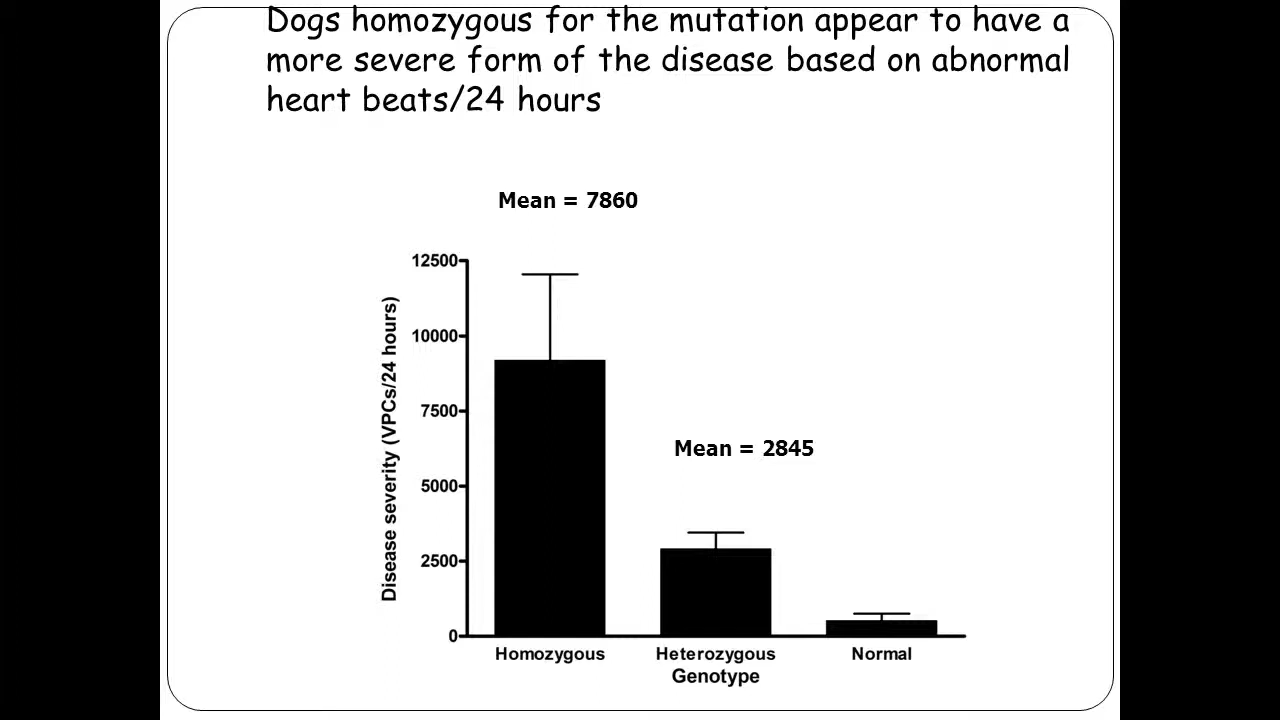 Dogs homozygous for the mutation appear to have a
more severe form of the disease based on abnormal
heart beats/24 hours
Mean = 7860
12500
10000
7500
5000
2500
0
Disease severity (VPCs/24 hours)
Mean = 2845
Homozygous
Heterozygous
Normal
Genotype